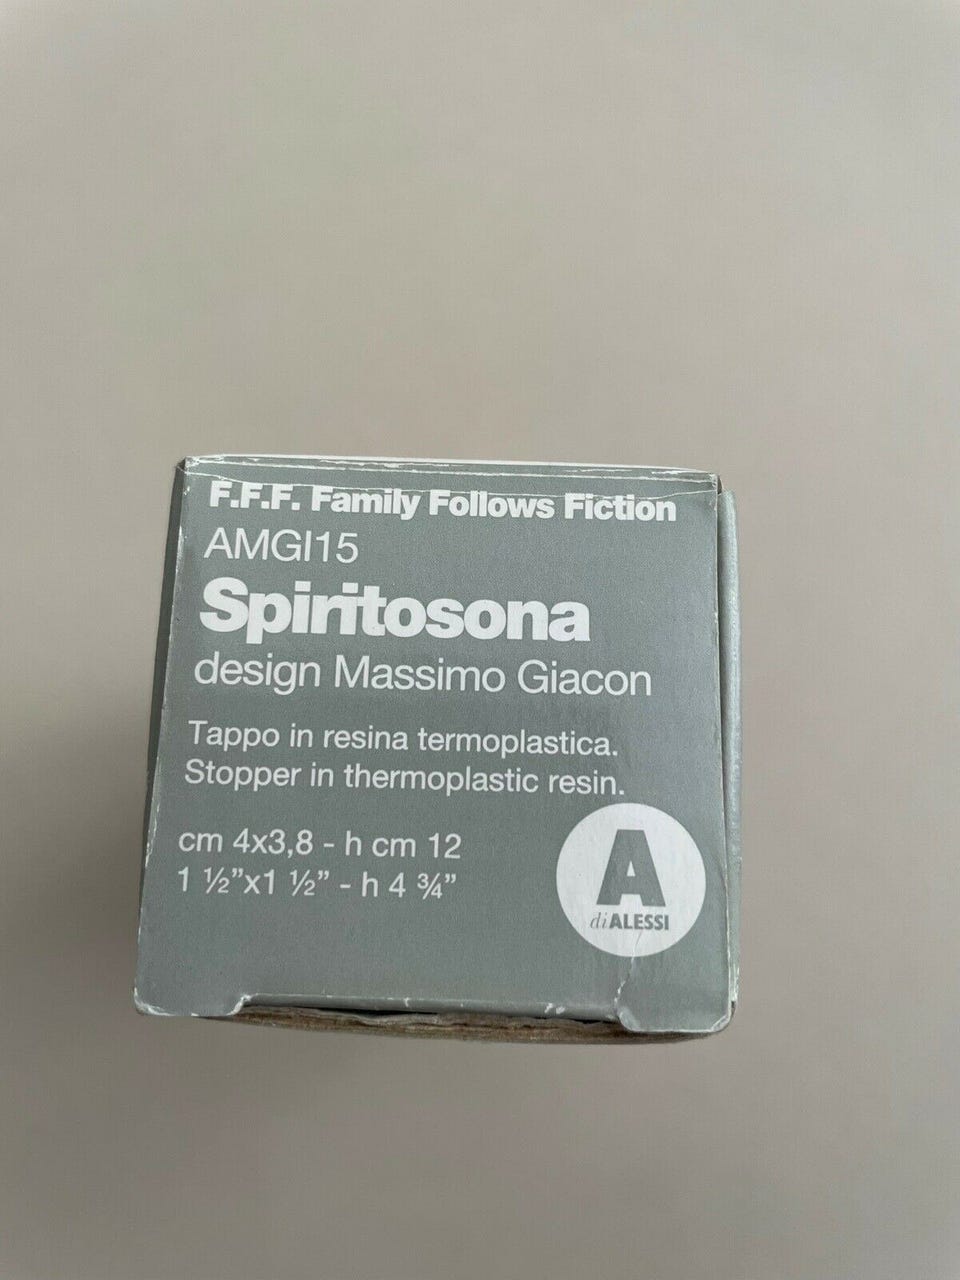 F.F.F. Family Follows Fiction
AMGI15
Spiritosona
design Massimo Giacon
Tappo in resina termoplastica.
Stopper in thermoplastic resin.
cm 4x3,8 - h cm 12
1 ½”x1 ½” - h 4 ¾”
A
di ALESSI